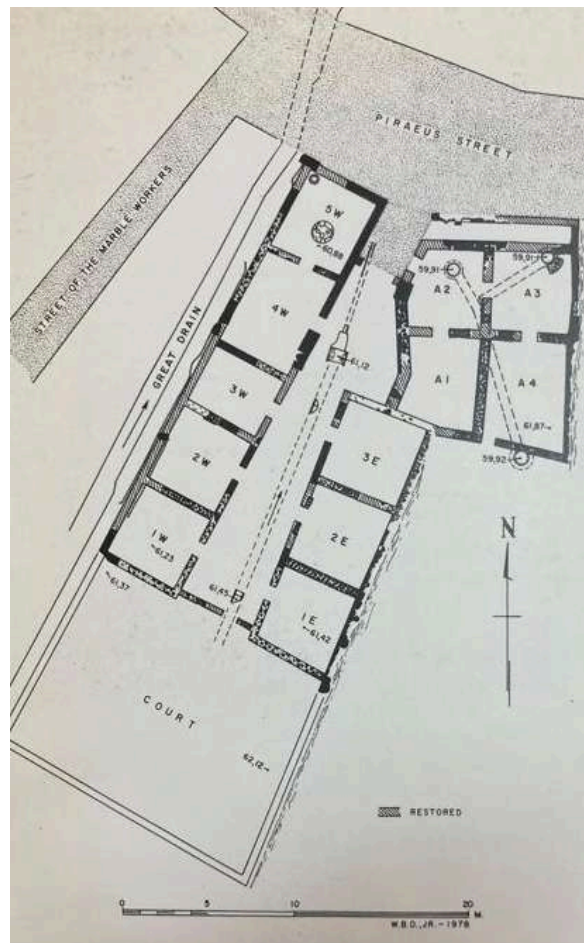 PIRAEUS STREET
STREET OF THE MARBLE WORKERS
GREAT DRAIN
5W
60,88
4W
61,12
3W
2W
1W
61,23
61,37
61,45
A2
59,91
A3
59,91
A1
A4
61,87
59,92
3E
2E
1E
61,42
N
COURT
62,12
RESTORED
0 5 10 20 M.
W.B.D., JR. – 1978